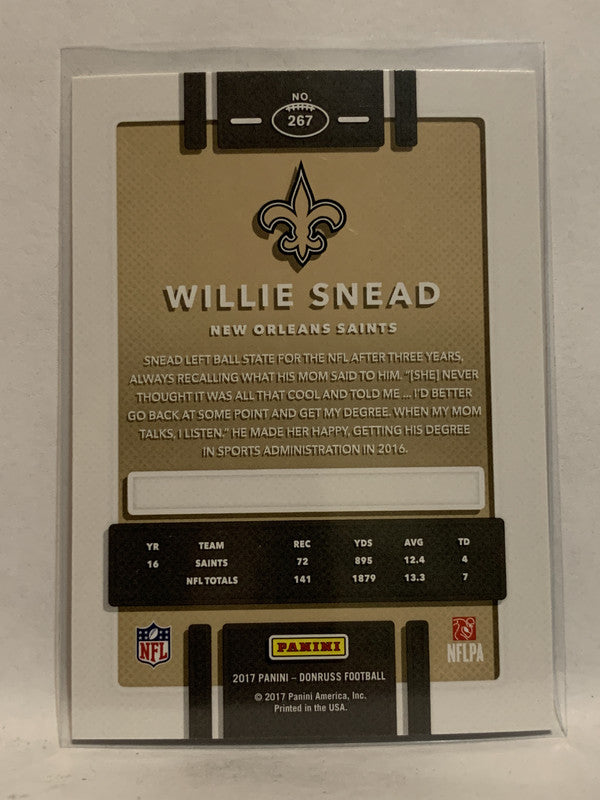 NO.
267
WILLIE SNEAD
NEW ORLEANS SAINTS
SNEAD LEFT BALL STATE FOR THE NFL AFTER THREE YEARS,
ALWAYS RECALLING WHAT HIS MOM SAID TO HIM. "[SHE] NEVER
THOUGHT IT WAS ALL THAT COOL AND TOLD ME ... I'D BETTER
GO BACK AT SOME POINT AND GET MY DEGREE. WHEN MY MOM
TALKS, I LISTEN." HE MADE HER HAPPY, GETTING HIS DEGREE
IN SPORTS ADMINISTRATION IN 2016.
YR TEAM REC YDS AVG TD
16 SAINTS 72 895 12.4 4
NFL TOTALS 141 1879 13.3 7
NFL PANINI NFLPA
2017 PANINI – DONRUSS FOOTBALL
© 2017 Panini America, Inc.
Printed in the USA.